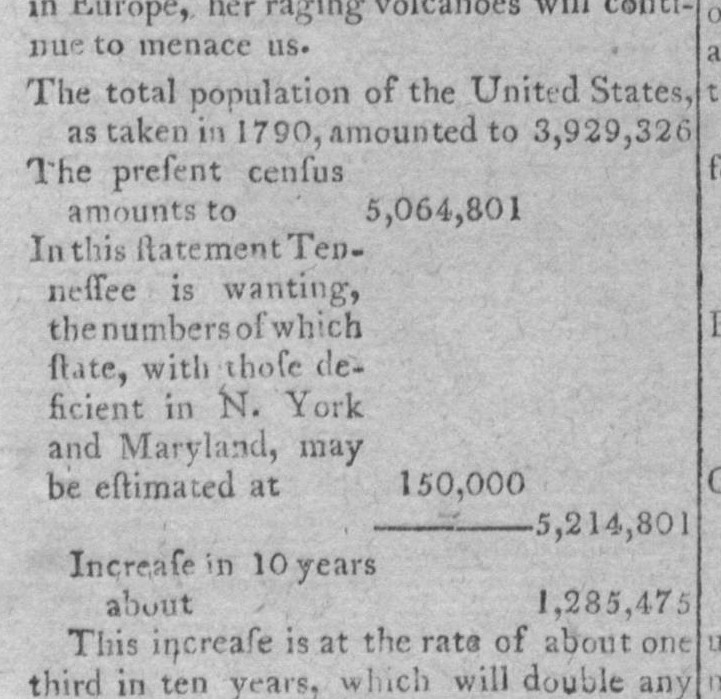 in Europe, her raging volcanoes will conti-
nue to menace us.
The total population of the United States,
as taken in 1790, amounted to 3,929,326
The preſent cenſus
amounts to 5,064,801
In this ſtatement Ten-
neſſee is wanting,
the numbers of which
ſtate, with thoſe de-
ficient in N. York
and Maryland, may
be eſtimated at 150,000
5,214,801
Increaſe in 10 years
about 1,285,475
This increaſe is at the rate of about one
third in ten years, which will double any